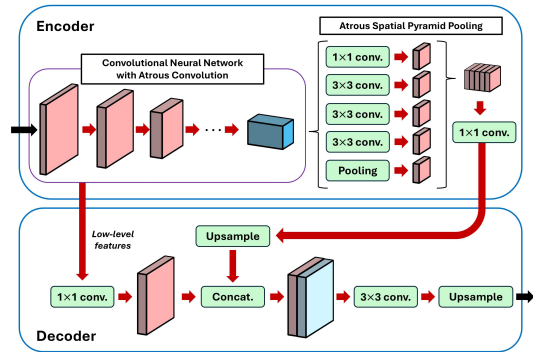 Encoder
Atrous Spatial Pyramid Pooling
Convolutional Neural Network
with Atrous Convolution
1×1 conv.
3×3 conv.
3×3 conv.
3×3 conv.
Pooling
1×1 conv.
...
Low-level
features
Upsample
1×1 conv.
Concat.
3×3 conv.
Upsample
Decoder